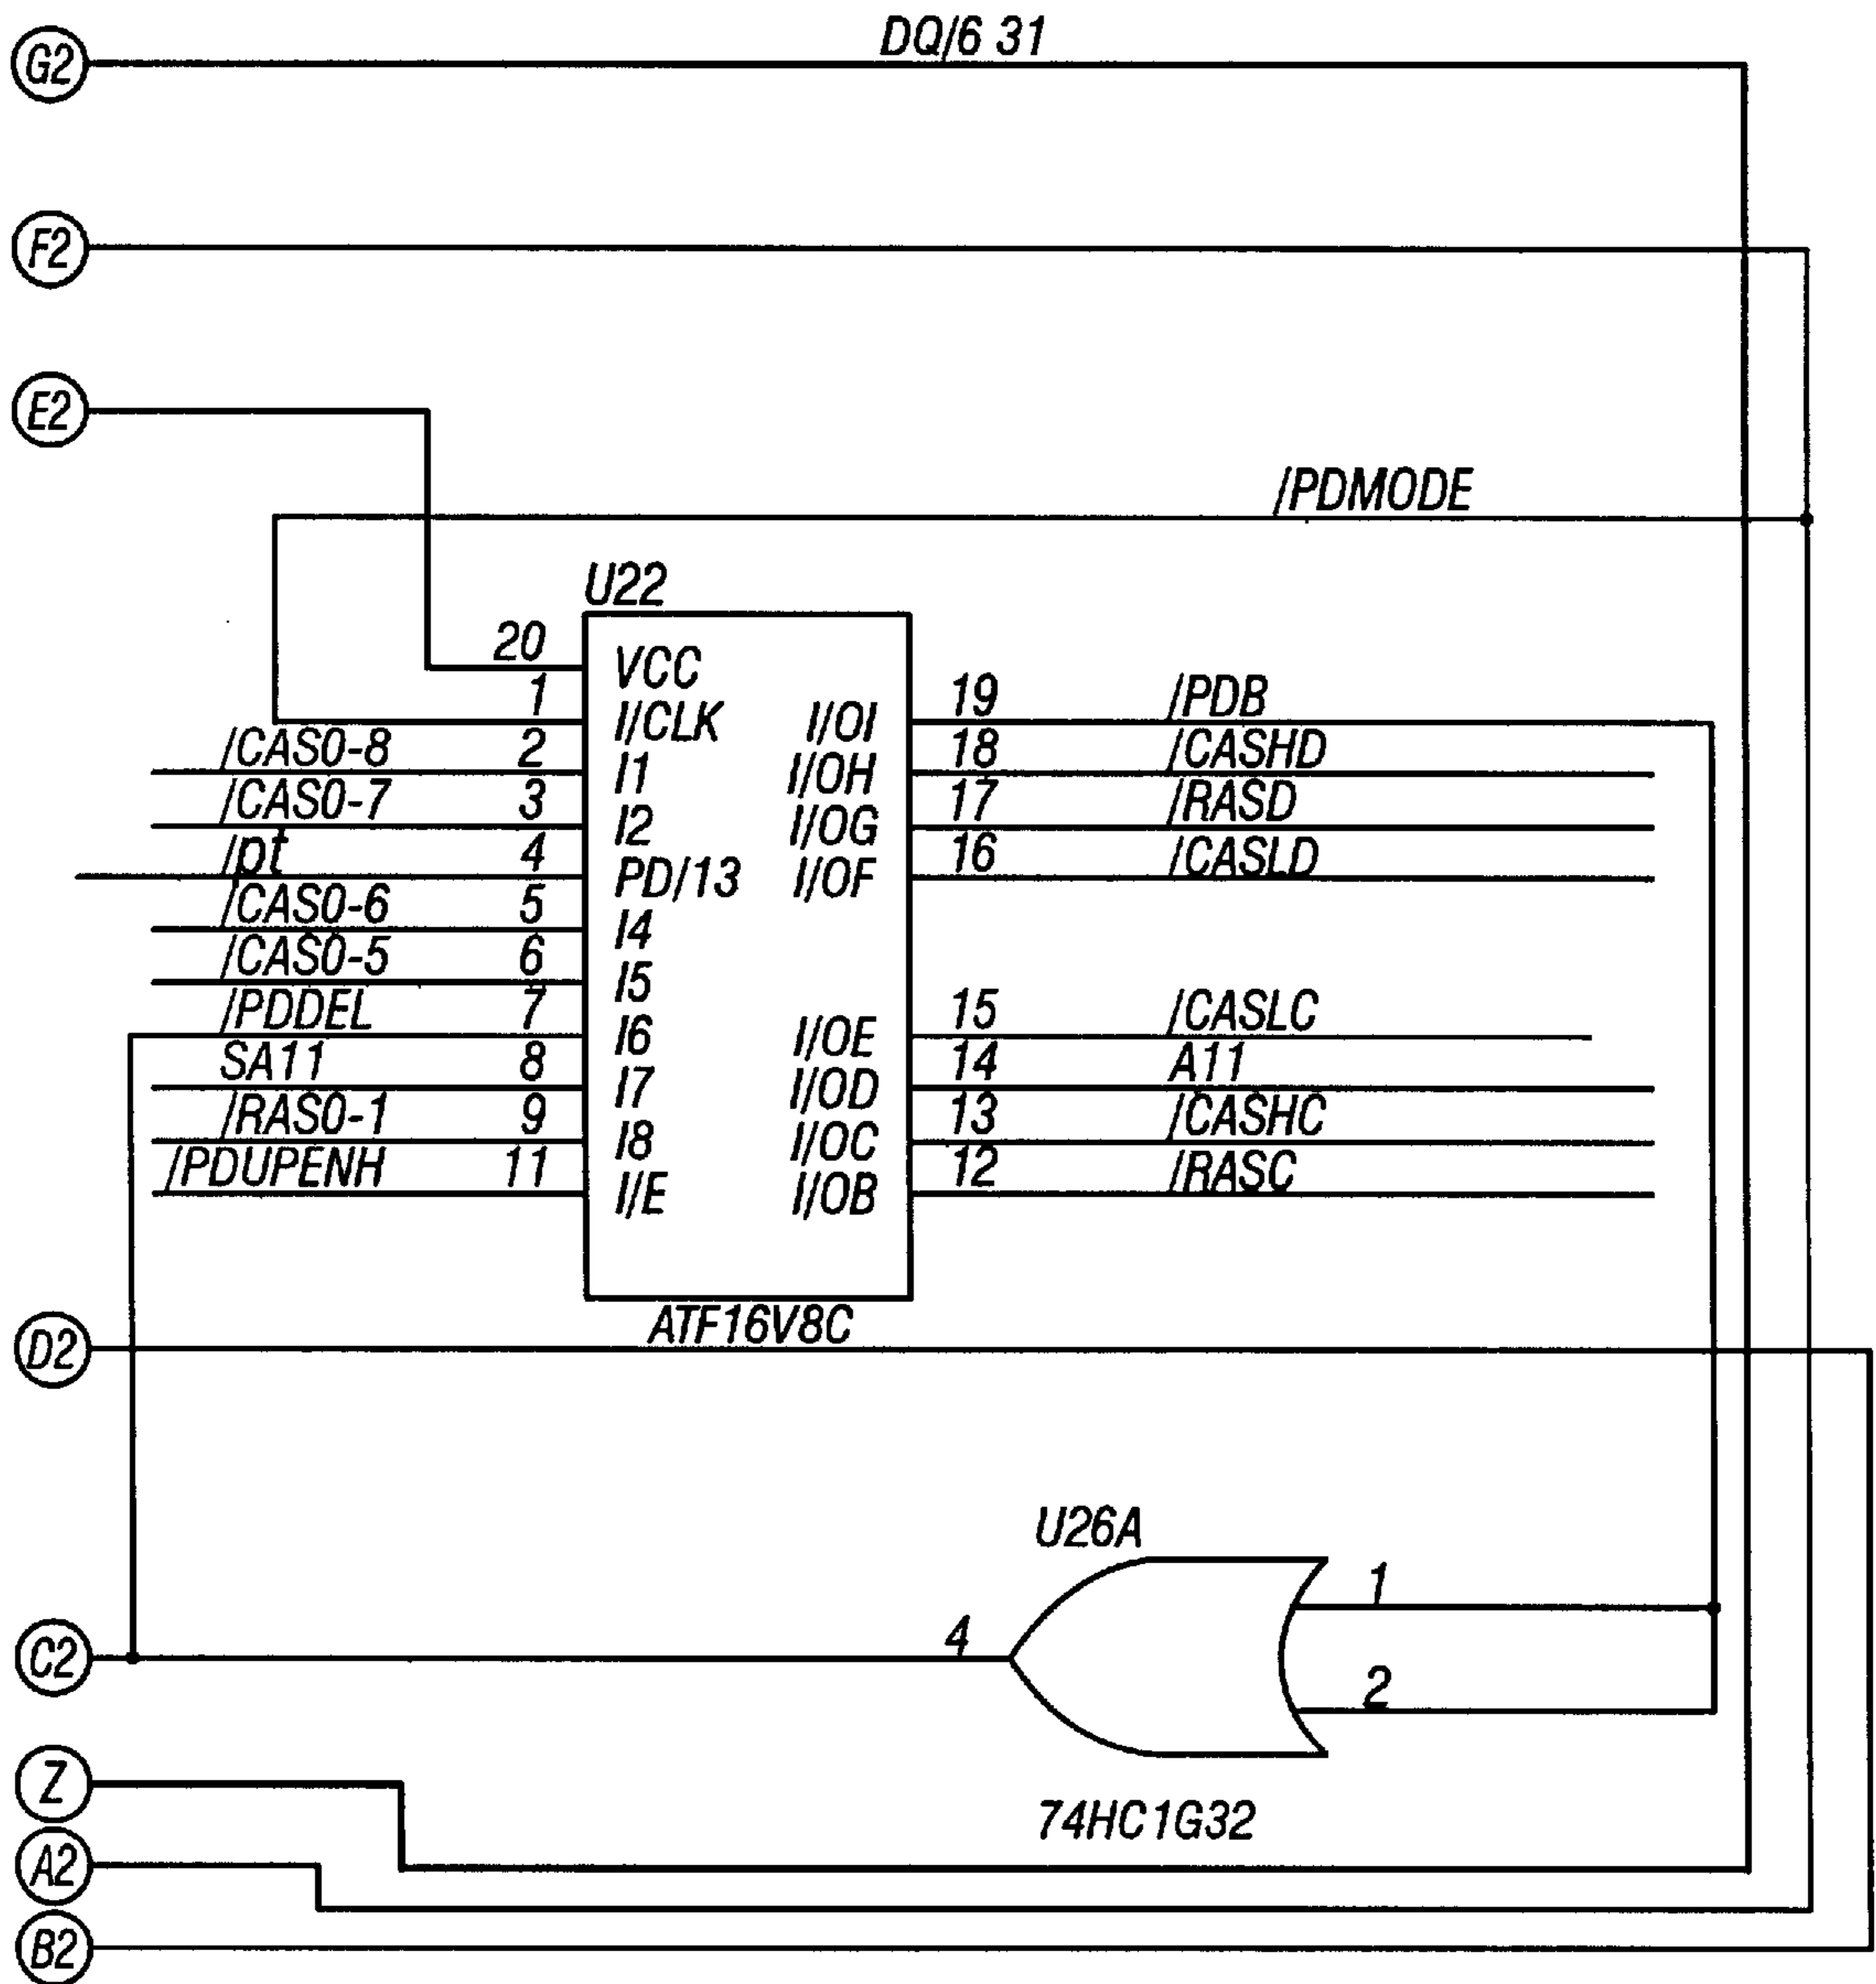 G2 DQ/6 31
F2
E2
/PDMODE
U22
20 VCC
1 I/CLK I/OI 19 /PDB
/CAS0-8 2 I1 I/OH 18 /CASHD
/CAS0-7 3 I2 I/OG 17 /RASD
/pt 4 PD/13 I/OF 16 /CASLD
/CAS0-6 5 I4
/CAS0-5 6 I5
/PDDEL 7 I6 I/OE 15 /CASLC
SA11 8 I7 I/OD 14 A11
/RAS0-1 9 I8 I/OC 13 /CASHC
/PDUPENH 11 I/E I/OB 12 /RASC
ATF16V8C
D2
U26A
1
C2 4
2
Z
74HC1G32
A2
B2